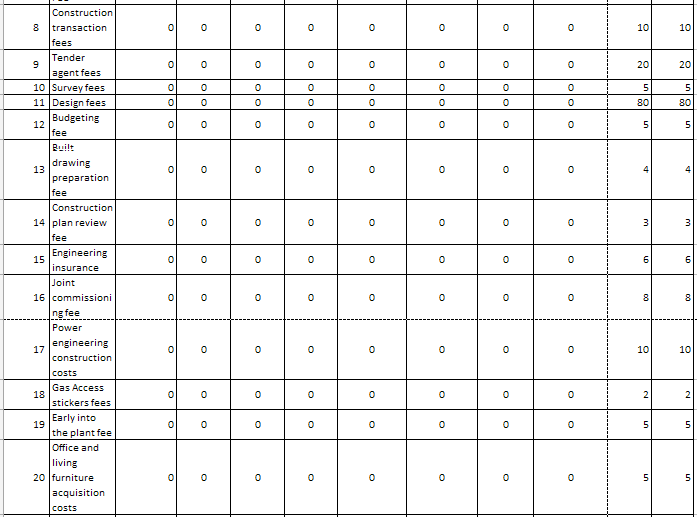 Construction
8 transaction 0 0 0 0 0 0 0 0 10 10
fees
Tender
9 0 0 0 0 0 0 0 0 20 20
agent fees
10 Survey fees 0 0 0 0 0 0 0 0 5 5
11 Design fees 0 0 0 0 0 0 0 0 80 80
Budgeting
12 0 0 0 0 0 0 0 0 5 5
fee
Built
drawing
13 0 0 0 0 0 0 0 0 4 4
preparation
fee
Construction
14 plan review 0 0 0 0 0 0 0 0 3 3
fee
Engineering
15 0 0 0 0 0 0 0 0 6 6
insurance
Joint
16 commissioni 0 0 0 0 0 0 0 0 8 8
ng fee
Power
engineering
17 0 0 0 0 0 0 0 0 10 10
construction
costs
Gas Access
18 0 0 0 0 0 0 0 0 2 2
stickers fees
Early into
19 0 0 0 0 0 0 0 0 5 5
the plant fee
Office and
living
20 furniture 0 0 0 0 0 0 0 0 5 5
acquisition
costs